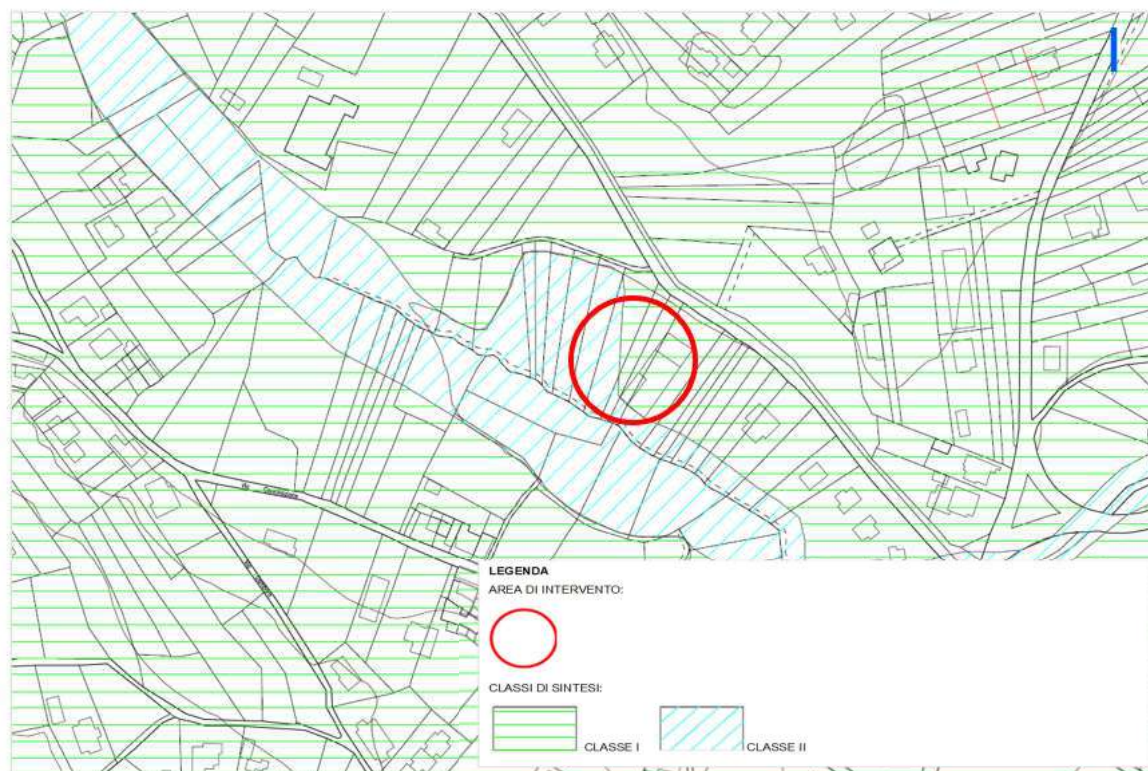 LEGENDA
AREA DI INTERVENTO:
CLASSI DI SINTESI:
CLASSE I
CLASSE II